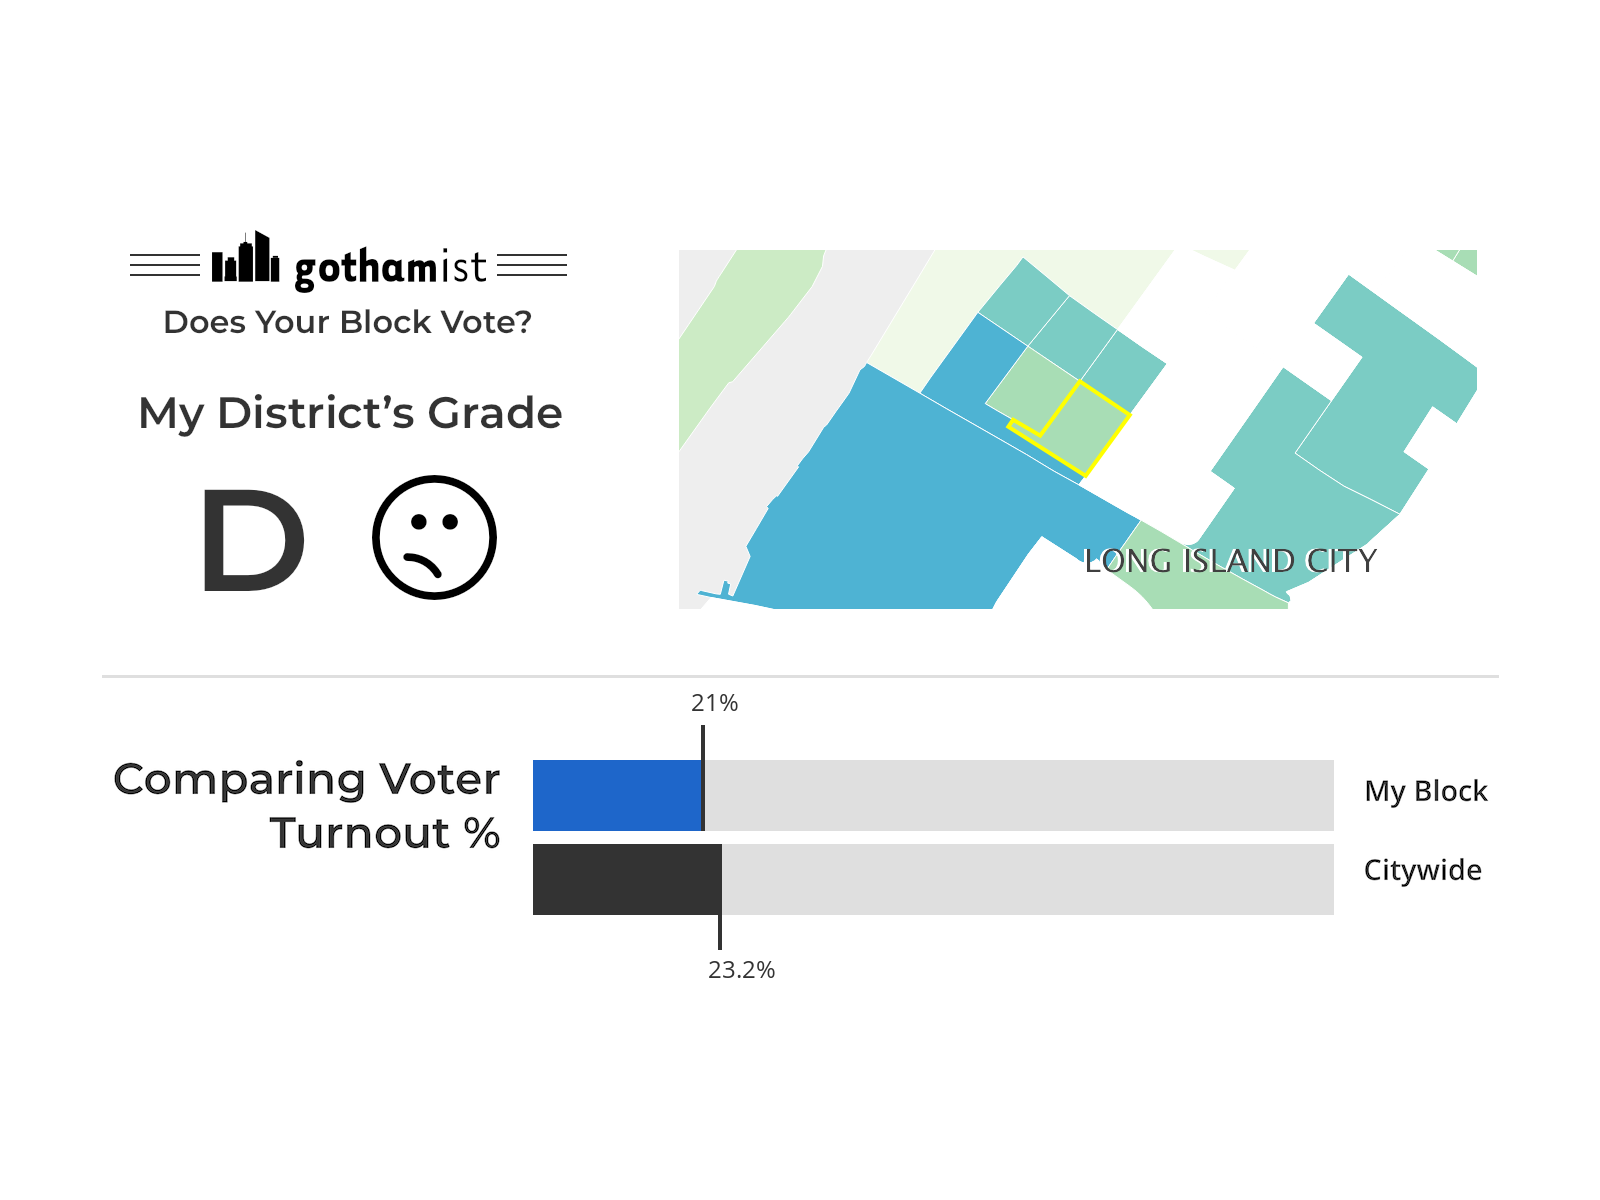 gothamist
Does Your Block Vote?
My District’s Grade
D
LONG ISLAND CITY
21%
Comparing Voter
Turnout %
My Block
Citywide
23.2%